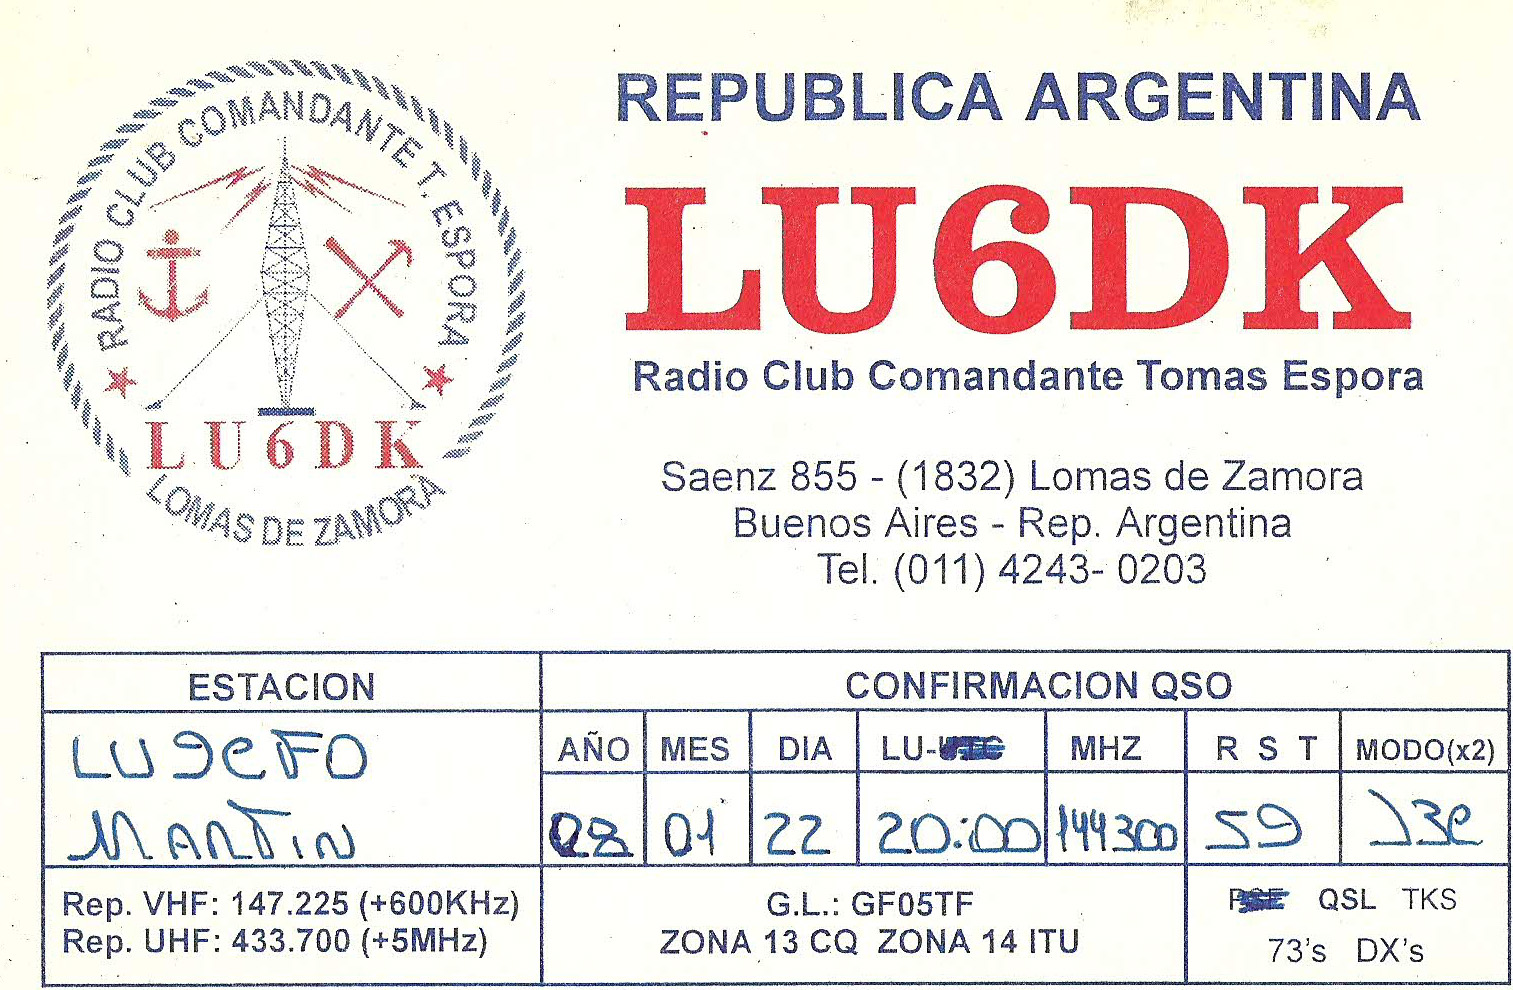 RADIO CLUB COMANDANTE T. ESPORA
LU6DK
LOMAS DE ZAMORA
REPUBLICA ARGENTINA
LU6DK
Radio Club Comandante Tomas Espora
Saenz 855 - (1832) Lomas de Zamora
Buenos Aires - Rep. Argentina
Tel. (011) 4243- 0203
ESTACION
CONFIRMACION QSO
LU9CFO
MARTIN
AÑO MES DIA LU-UTC MHZ R S T MODO(x2)
08 01 22 20:00 144300 59 J3E
Rep. VHF: 147.225 (+600KHz)
Rep. UHF: 433.700 (+5MHz)
G.L.: GF05TF
ZONA 13 CQ ZONA 14 ITU
PSE QSL TKS
73's DX's